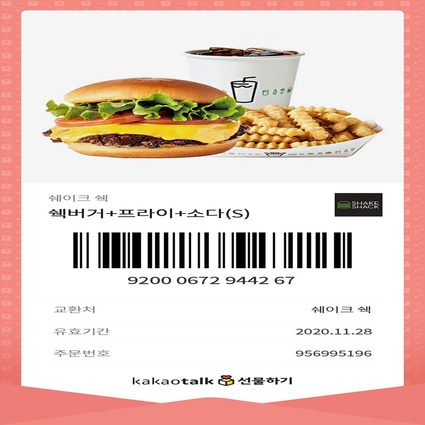 쉐이크 쉑
쉑버거+프라이+소다(S)
SHAKE
SHACK
9200 0672 9442 67
교환처 쉐이크 쉑
유효기간 2020.11.28
주문번호 956995196
kakaotalk 선물하기